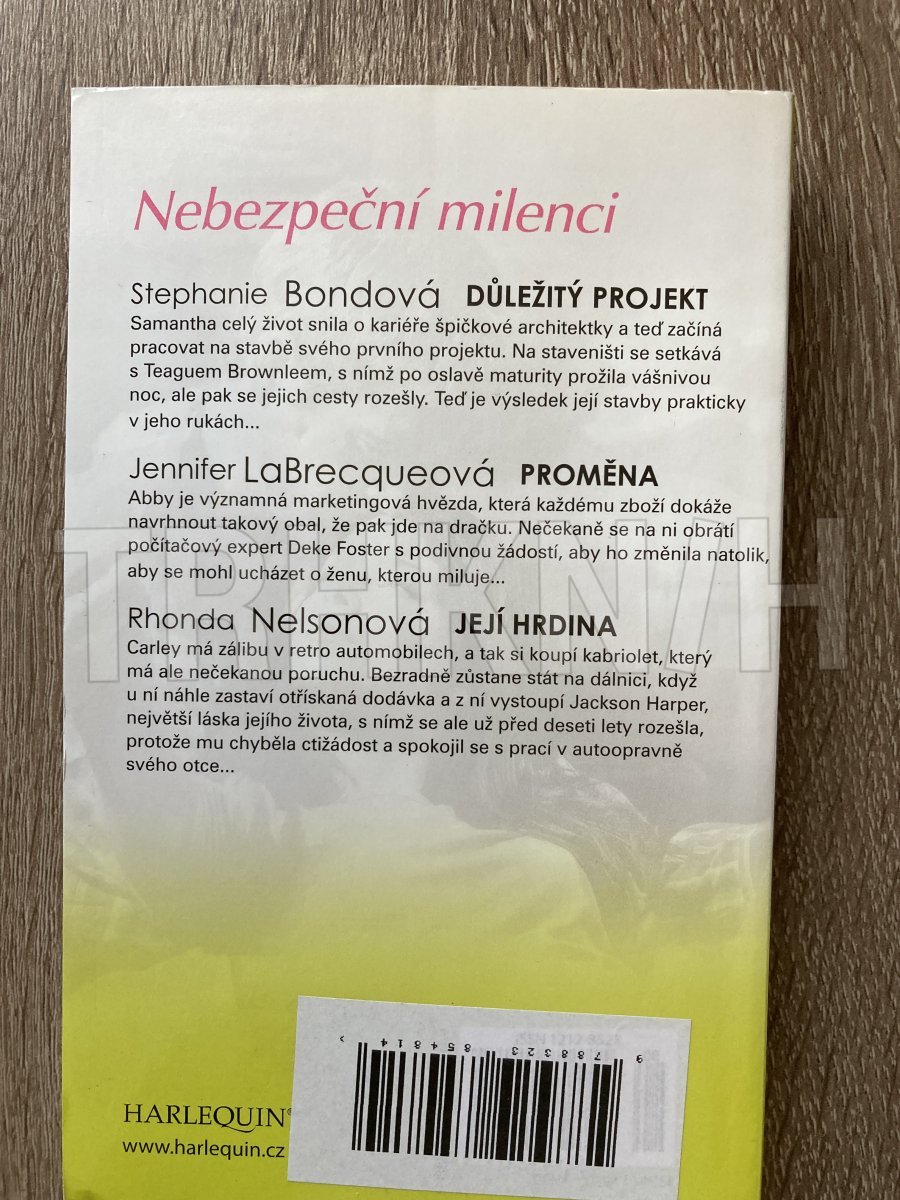 Nebezpeční milenci
Stephanie Bondová DŮLEŽITÝ PROJEKT
Samantha celý život snila o kariéře špičkové architektky a teď začíná
pracovat na stavbě svého prvního projektu. Na staveništi se setkává
s Teaguem Brownleem, s nímž po oslavě maturity prožila vášnivou
noc, ale pak se jejich cesty rozešly. Teď je výsledek její stavby prakticky
v jeho rukách...
Jennifer LaBrecqueová PROMĚNA
Abby je významná marketingová hvězda, která každému zboží dokáže
navrhnout takový obal, že pak jde na dračku. Nečekaně se na ni obrátí
počítačový expert Deke Foster s podivnou žádostí, aby ho změnila natolik,
aby se mohl ucházet o ženu, kterou miluje...
Rhonda Nelsonová JEJÍ HRDINA
Carley má zálibu v retro automobilech, a tak si koupí kabriolet, který
má ale nečekanou poruchu. Bezradně zůstane stát na dálnici, když
u ní náhle zastaví otřískaná dodávka a z ní vystoupí Jackson Harper,
největší láska jejího života, s nímž se ale už před deseti lety rozešla,
protože mu chyběla ctižádost a spokojil se s prací v autoopravně
svého otce...
TRHKNIH
9 788323 854814 >
HARLEQUIN®
www.harlequin.cz